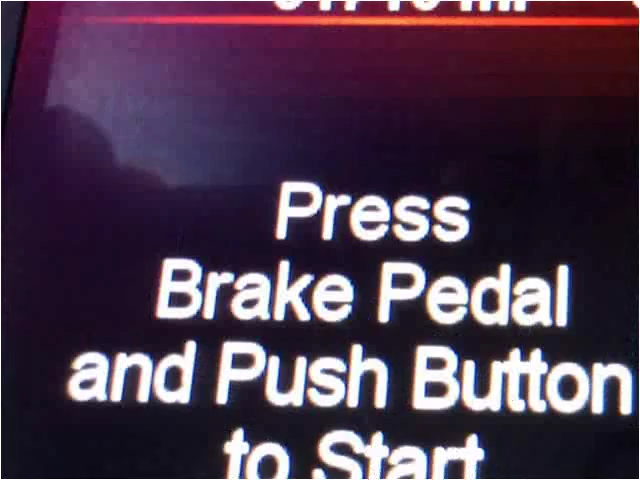 Press
Brake Pedal
and Push Button
to Start